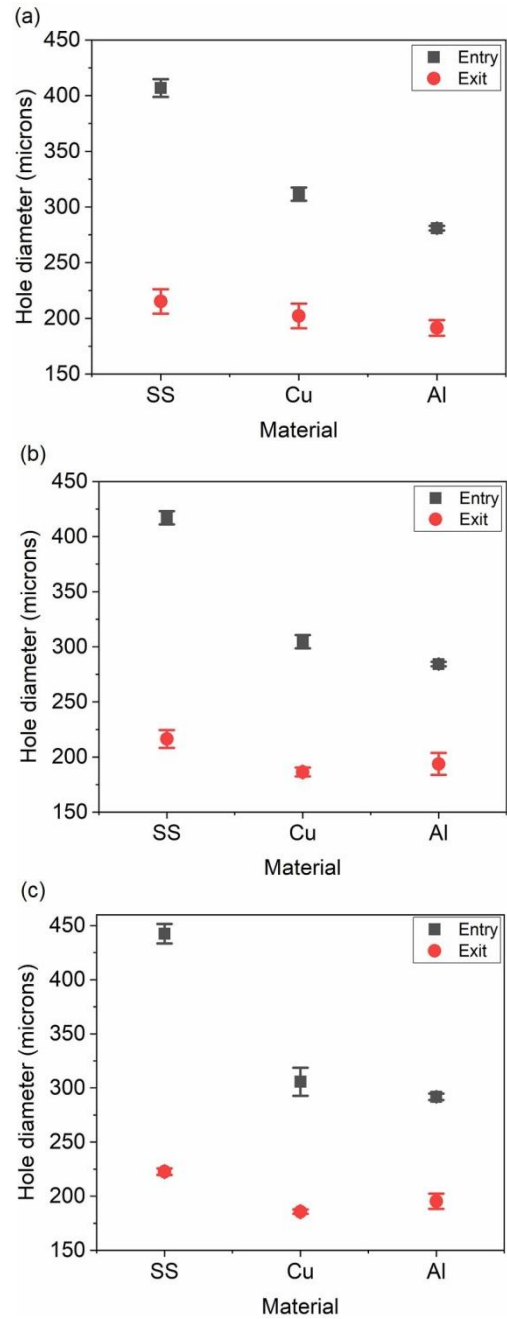 (a)
450
400
350
300
250
200
150
Hole diameter (microns)
Entry
Exit
SS Cu Al
Material
(b)
450
400
350
300
250
200
150
Hole diameter (microns)
Entry
Exit
SS Cu Al
Material
(c)
450
400
350
300
250
200
150
Hole diameter (microns)
Entry
Exit
SS Cu Al
Material